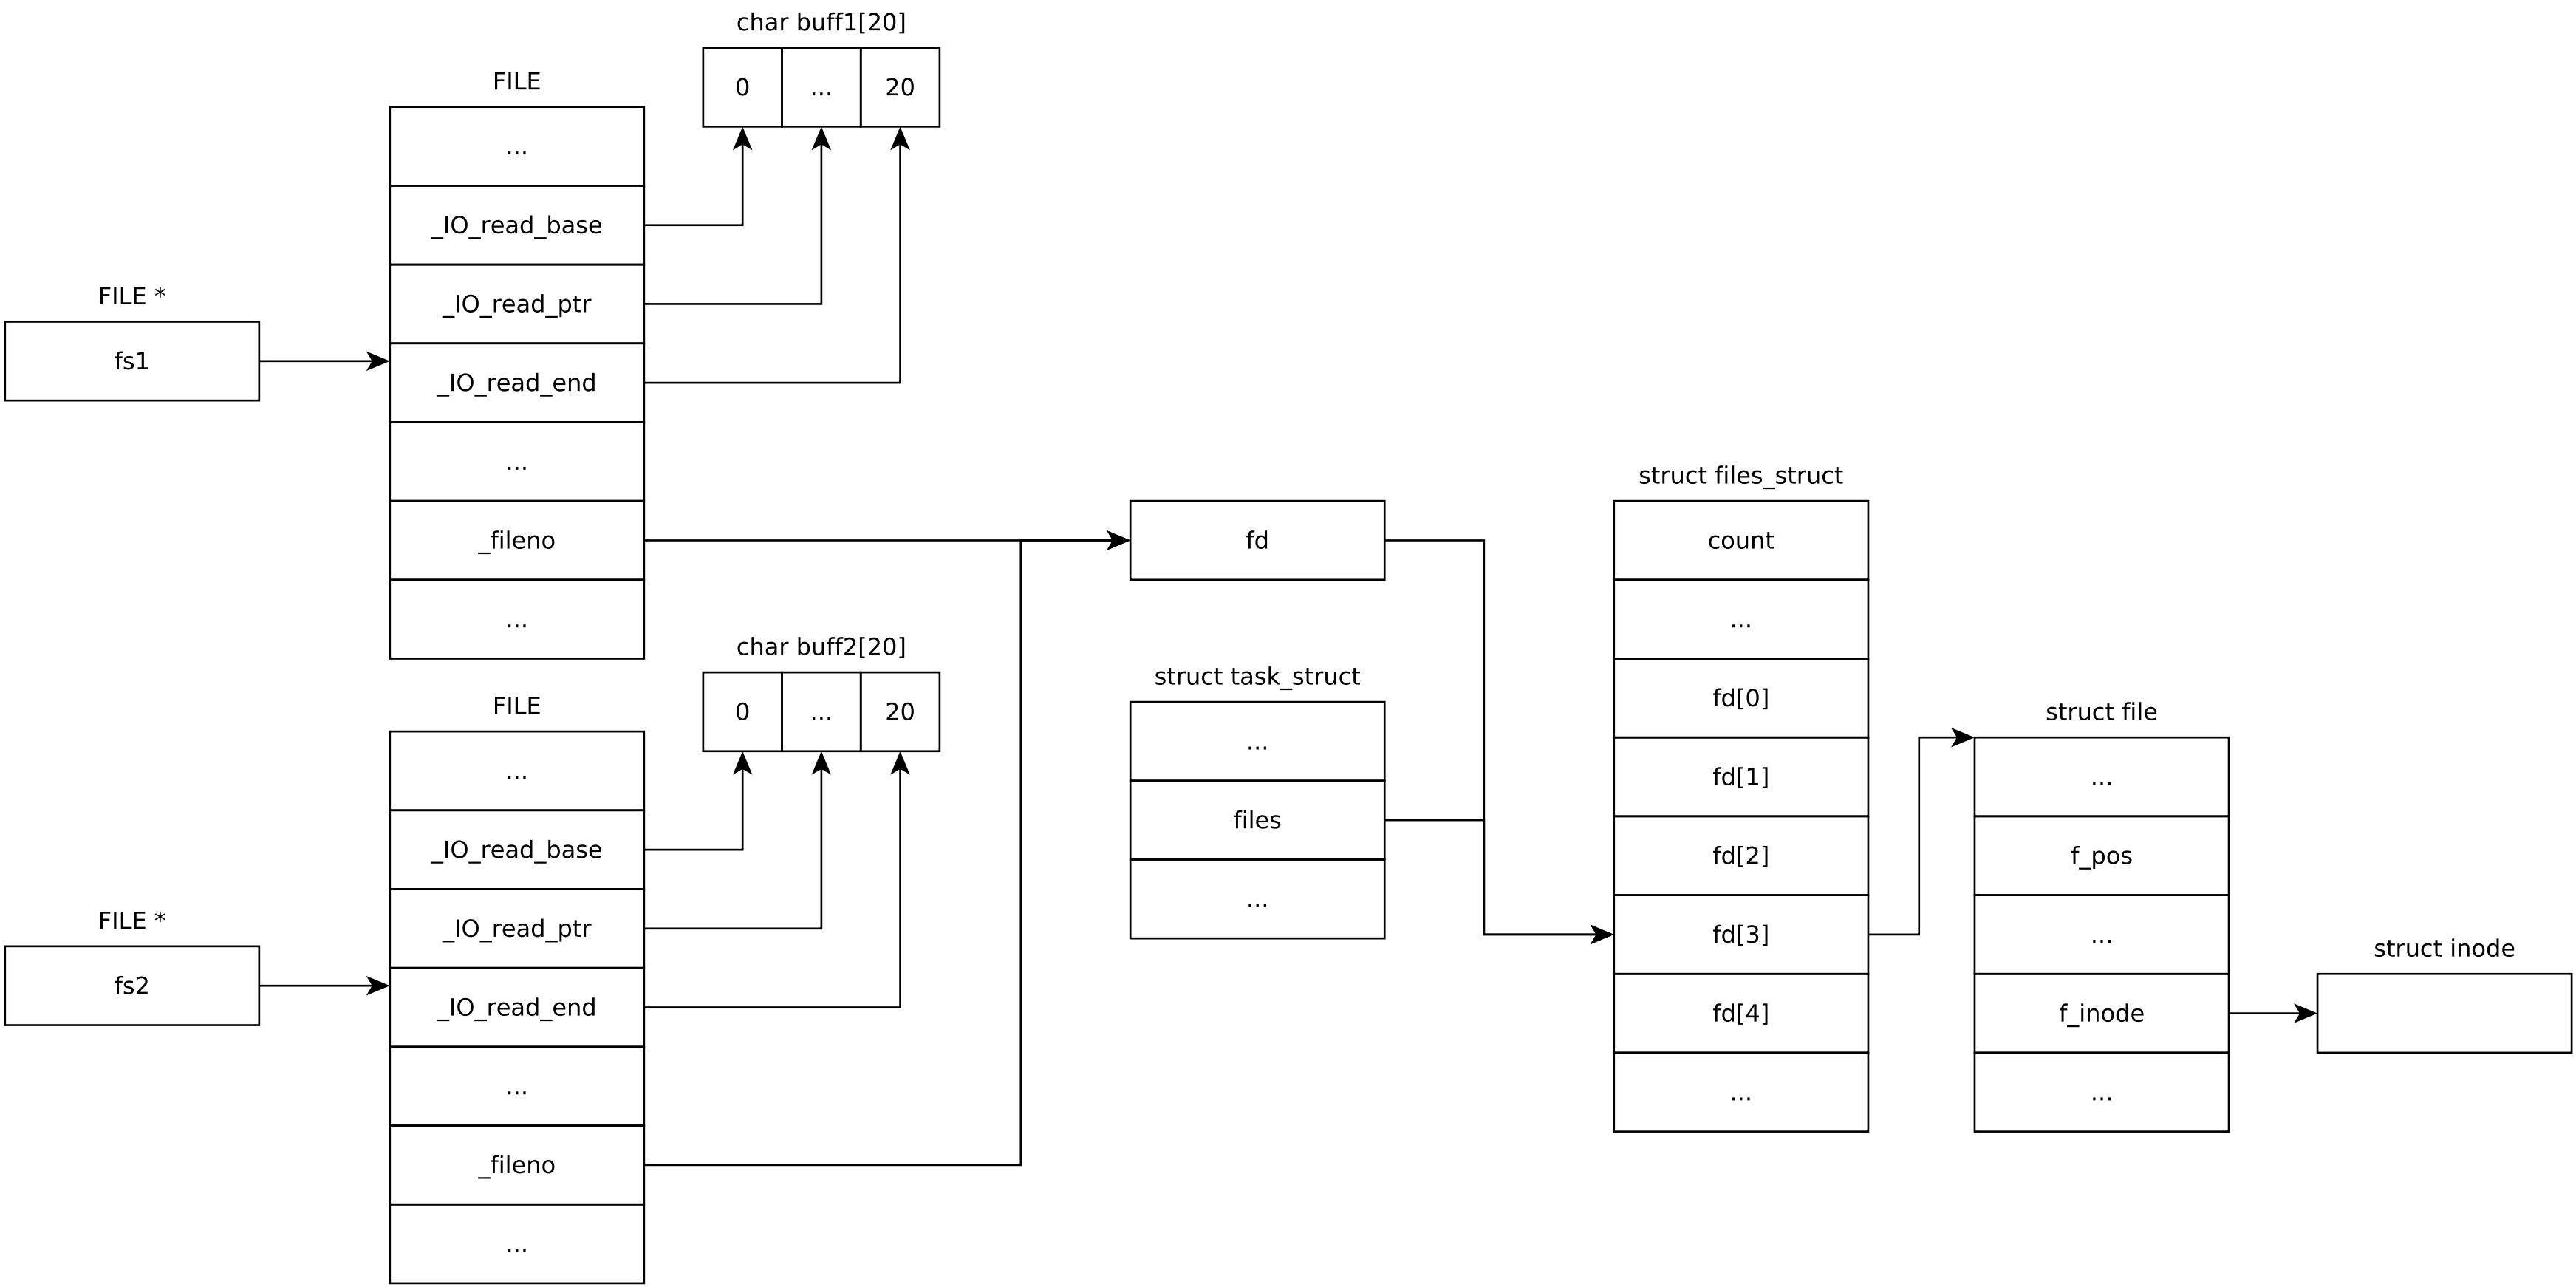 char buff1[20]
0
...
20
FILE
...
_IO_read_base
_IO_read_ptr
_IO_read_end
...
_fileno
...
FILE *
fs1
char buff2[20]
0
...
20
FILE
...
_IO_read_base
_IO_read_ptr
_IO_read_end
...
_fileno
...
FILE *
fs2
fd
struct task_struct
...
files
...
struct files_struct
count
...
fd[0]
fd[1]
fd[2]
fd[3]
fd[4]
...
struct file
...
f_pos
...
f_inode
...
struct inode